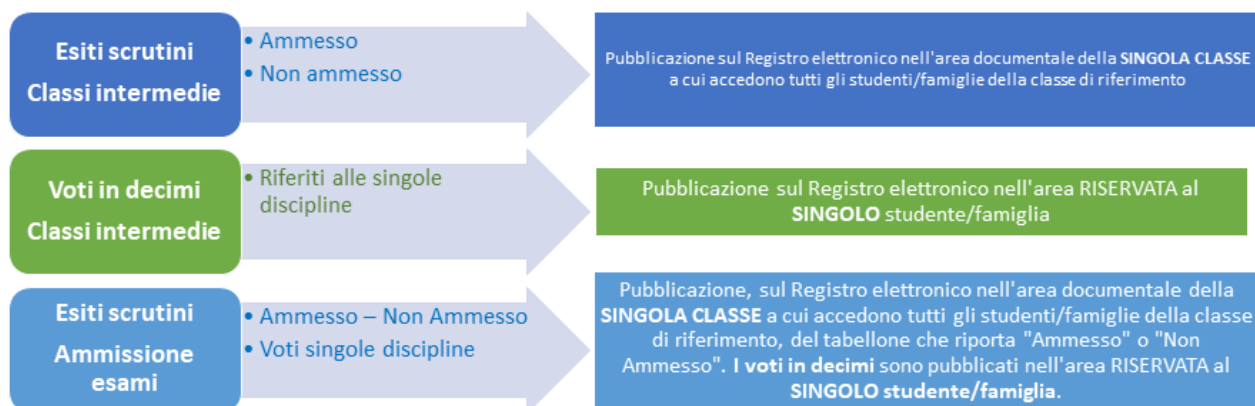 Esiti scrutini
Classi intermedie
• Ammesso
• Non ammesso
Pubblicazione sul Registro elettronico nell'area documentale della SINGOLA CLASSE
a cui accedono tutti gli studenti/famiglie della classe di riferimento
Voti in decimi
Classi intermedie
• Riferiti alle singole
discipline
Pubblicazione sul Registro elettronico nell'area RISERVATA al
SINGOLO studente/famiglia
Esiti scrutini
Ammissione
esami
• Ammesso – Non Ammesso
• Voti singole discipline
Pubblicazione, sul Registro elettronico nell'area documentale della
SINGOLA CLASSE a cui accedono tutti gli studenti/famiglie della classe
di riferimento, del tabellone che riporta "Ammesso" o "Non
Ammesso". I voti in decimi sono pubblicati nell'area RISERVATA al
SINGOLO studente/famiglia.